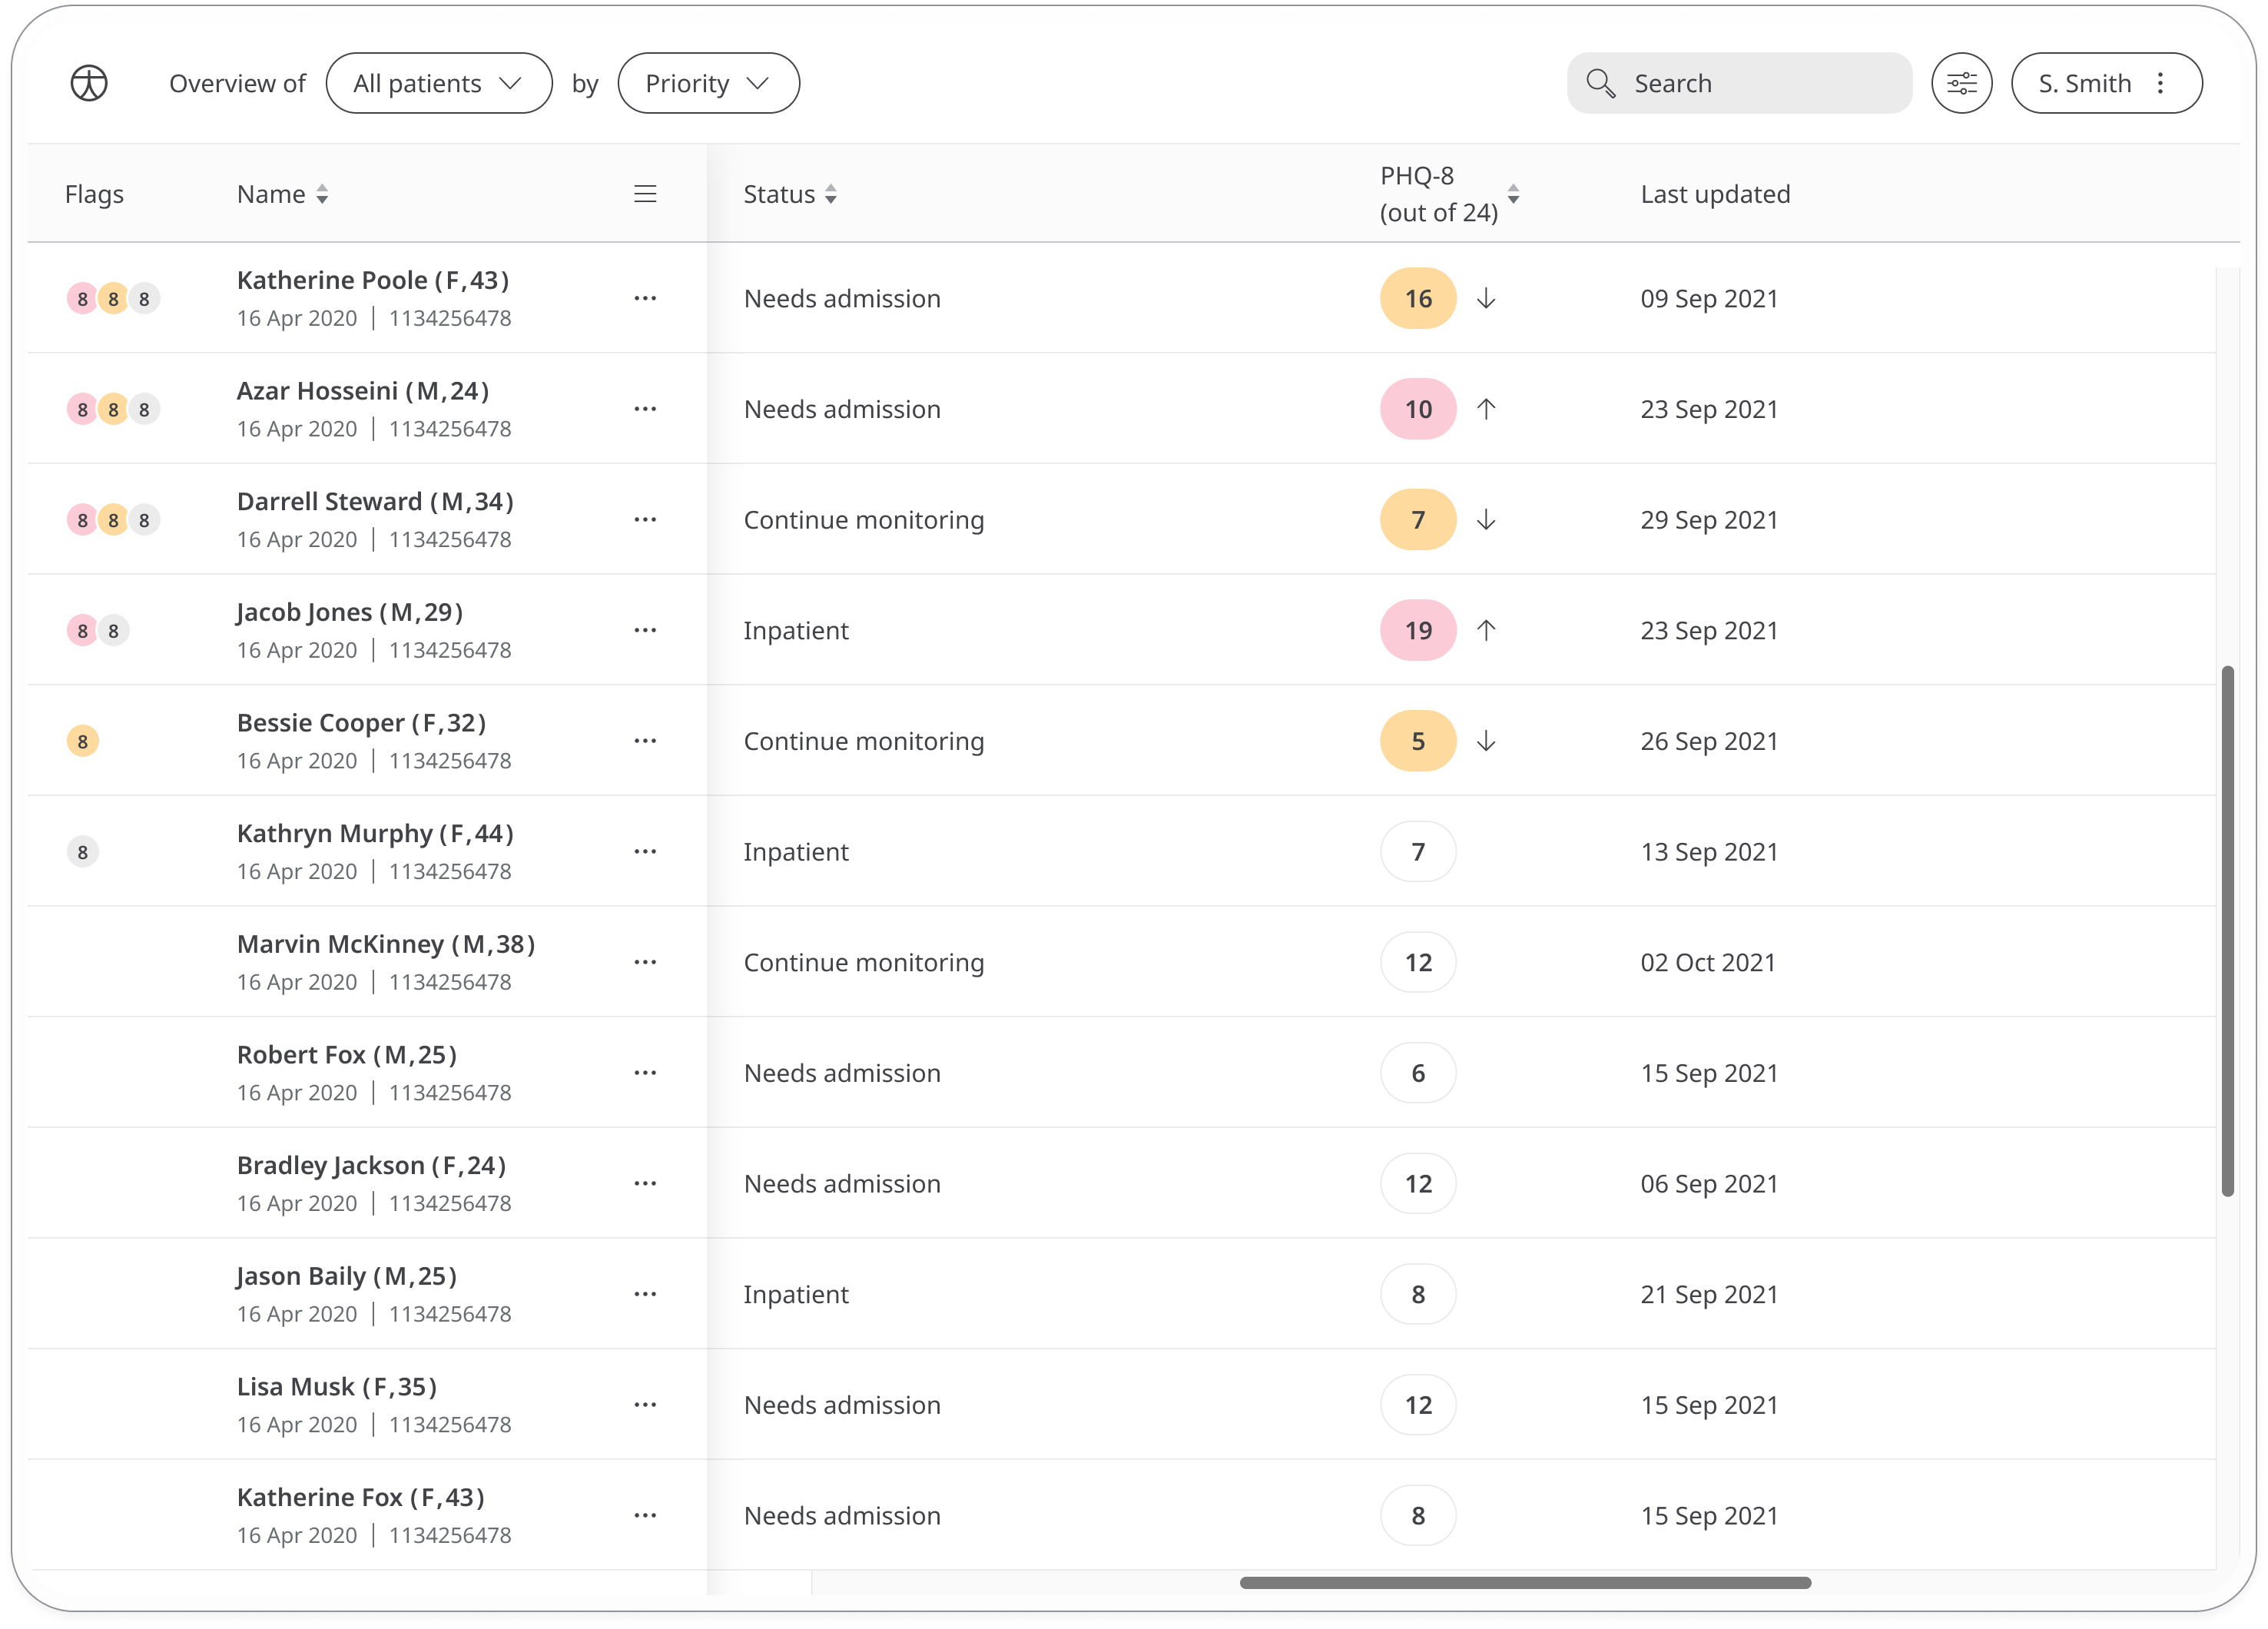 Overview of All patients by Priority Search S. Smith
Flags Name Status PHQ-8 (out of 24) Last updated
8 8 8 Katherine Poole (F,43) Needs admission 16 09 Sep 2021
16 Apr 2020 | 1134256478
8 8 8 Azar Hosseini (M,24) Needs admission 10 23 Sep 2021
16 Apr 2020 | 1134256478
8 8 8 Darrell Steward (M,34) Continue monitoring 7 29 Sep 2021
16 Apr 2020 | 1134256478
8 8 Jacob Jones (M,29) Inpatient 19 23 Sep 2021
16 Apr 2020 | 1134256478
8 Bessie Cooper (F,32) Continue monitoring 5 26 Sep 2021
16 Apr 2020 | 1134256478
8 Kathryn Murphy (F,44) Inpatient 7 13 Sep 2021
16 Apr 2020 | 1134256478
Marvin McKinney (M,38) Continue monitoring 12 02 Oct 2021
16 Apr 2020 | 1134256478
Robert Fox (M,25) Needs admission 6 15 Sep 2021
16 Apr 2020 | 1134256478
Bradley Jackson (F,24) Needs admission 12 06 Sep 2021
16 Apr 2020 | 1134256478
Jason Baily (M,25) Inpatient 8 21 Sep 2021
16 Apr 2020 | 1134256478
Lisa Musk (F,35) Needs admission 12 15 Sep 2021
16 Apr 2020 | 1134256478
Katherine Fox (F,43) Needs admission 8 15 Sep 2021
16 Apr 2020 | 1134256478